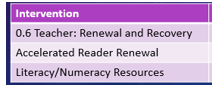 Intervention
0.6 Teacher: Renewal and Recovery
Accelerated Reader Renewal
Literacy/Numeracy Resources